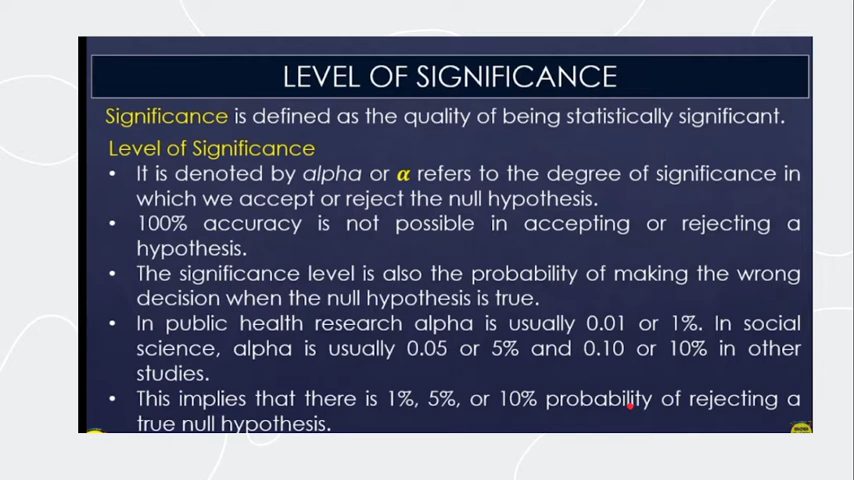 LEVEL OF SIGNIFICANCE
Significance is defined as the quality of being statistically significant.
Level of Significance
• It is denoted by alpha or α refers to the degree of significance in
which we accept or reject the null hypothesis.
• 100% accuracy is not possible in accepting or rejecting a
hypothesis.
• The significance level is also the probability of making the wrong
decision when the null hypothesis is true.
• In public health research alpha is usually 0.01 or 1%. In social
science, alpha is usually 0.05 or 5% and 0.10 or 10% in other
studies.
• This implies that there is 1%, 5%, or 10% probability of rejecting a
true null hypothesis.